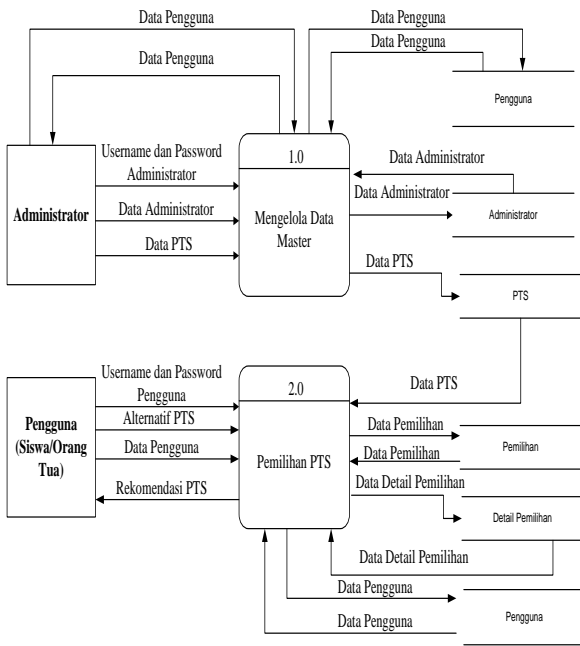 Data Pengguna
Data Pengguna
Data Pengguna
Data Pengguna
Pengguna
Username dan Password
Administrator
1.0
Data Administrator
Administrator
Data Administrator
Mengelola Data
Master
Data Administrator
Administrator
Data PTS
Data PTS
PTS
Username dan Password
Pengguna
2.0
Data PTS
Pengguna
(Siswa/Orang
Tua)
Alternatif PTS
Data Pengguna
Rekomendasi PTS
Pemilihan PTS
Data Pemilihan
Data Pemilihan
Pemilihan
Data Detail Pemilihan
Detail Pemilihan
Data Detail Pemilihan
Data Pengguna
Data Pengguna
Pengguna